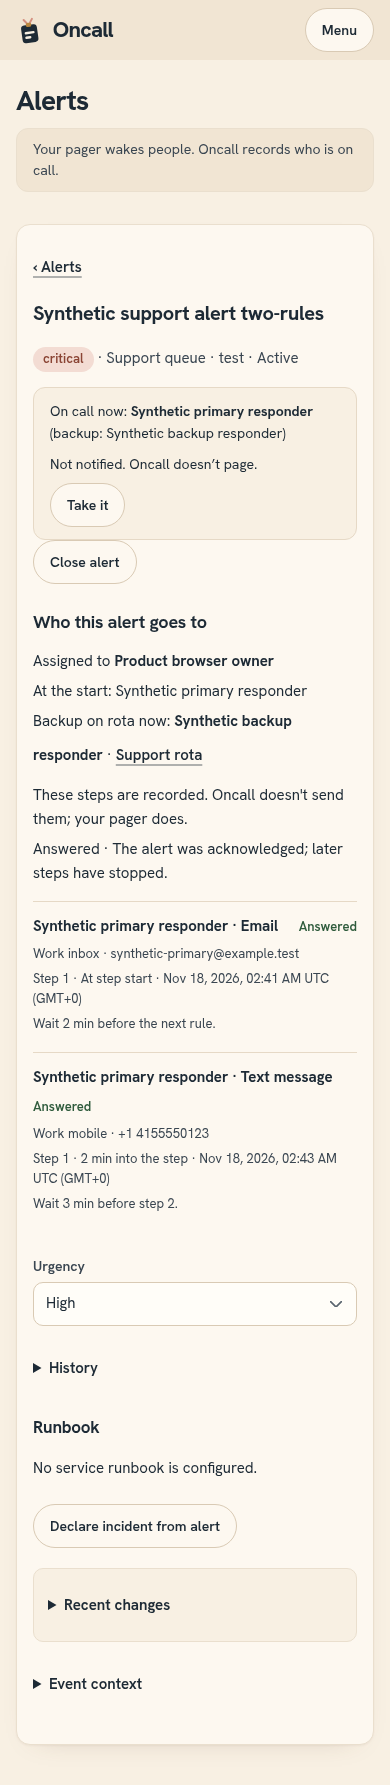 Oncall
Menu
Alerts
Your pager wakes people. Oncall records who is on
call.
‹ Alerts
Synthetic support alert two-rules
critical · Support queue · test · Active
On call now: Synthetic primary responder
(backup: Synthetic backup responder)
Not notified. Oncall doesn’t page.
Take it
Close alert
Who this alert goes to
Assigned to Product browser owner
At the start: Synthetic primary responder
Backup on rota now: Synthetic backup
responder · Support rota
These steps are recorded. Oncall doesn't send
them; your pager does.
Answered · The alert was acknowledged; later
steps have stopped.
Synthetic primary responder · Email Answered
Work inbox · synthetic-primary@example.test
Step 1 · At step start · Nov 18, 2026, 02:41 AM UTC
(GMT+0)
Wait 2 min before the next rule.
Synthetic primary responder · Text message
Answered
Work mobile · +1 4155550123
Step 1 · 2 min into the step · Nov 18, 2026, 02:43 AM
UTC (GMT+0)
Wait 3 min before step 2.
Urgency
High
History
Runbook
No service runbook is configured.
Declare incident from alert
Recent changes
Event context